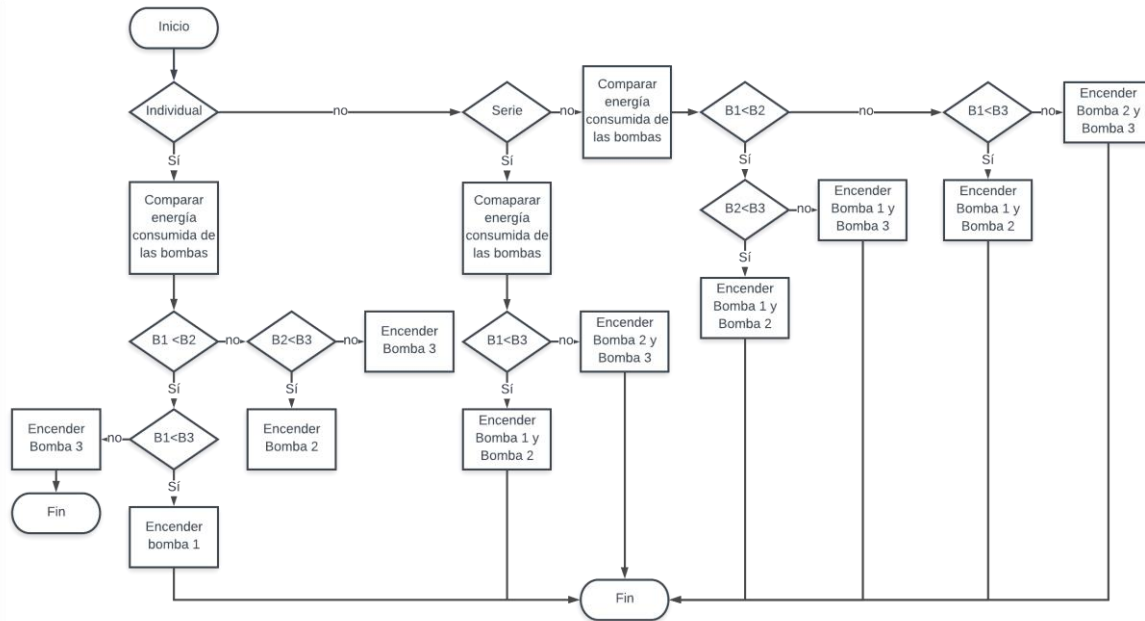 Inicio
Individual
no
Serie
no
Comparar
energía
consumida de
las bombas
B1<B2
no
B1<B3
no
Encender
Bomba 2 y
Bomba 3
Sí
Sí
Sí
Sí
Comparar
energía
consumida de
las bombas
Comaparar
energía
consumida de
las bombas
B2<B3
no
Encender
Bomba 1 y
Bomba 3
Encender
Bomba 1 y
Bomba 2
Sí
Encender
Bomba 1 y
Bomba 2
B1 <B2
no
B2<B3
no
Encender
Bomba 3
B1<B3
no
Encender
Bomba 2 y
Bomba 3
Sí
Sí
Sí
Encender
Bomba 3
no
B1<B3
Encender
Bomba 2
Encender
Bomba 1 y
Bomba 2
Sí
Fin
Encender
bomba 1
Fin